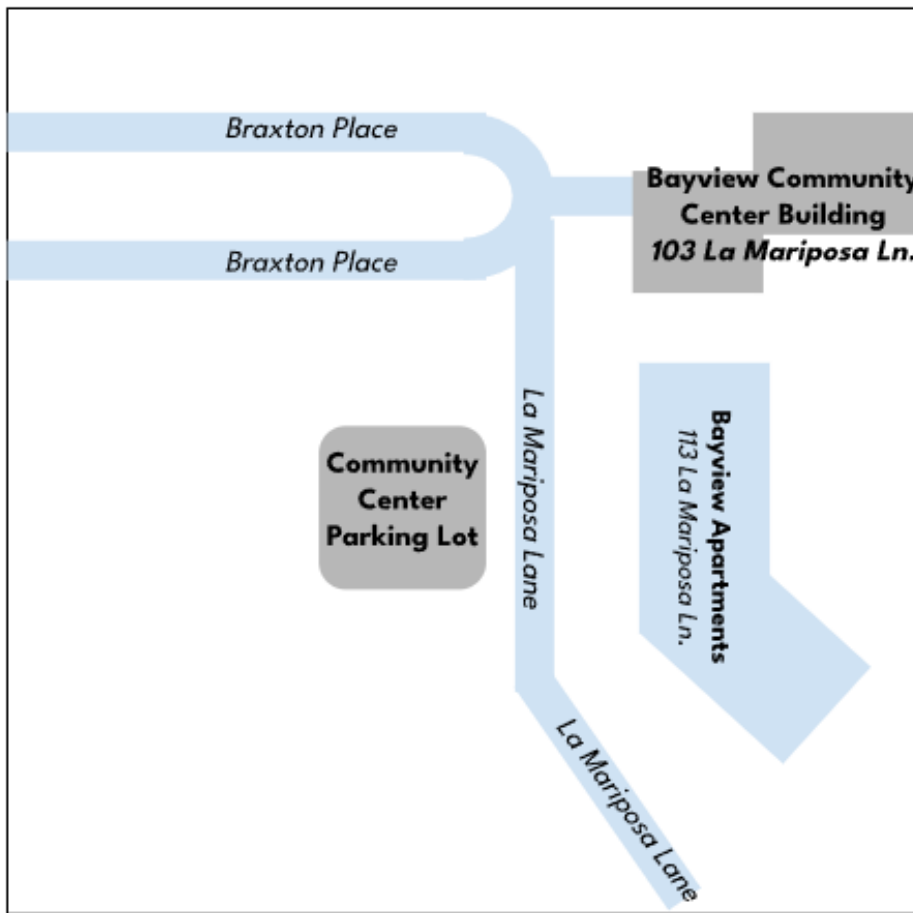 Braxton Place
Bayview Community
Center Building
103 La Mariposa Ln.
Braxton Place
La Mariposa Lane
Community
Center
Parking Lot
Bayview Apartments
113 La Mariposa Ln.
La Mariposa Lane